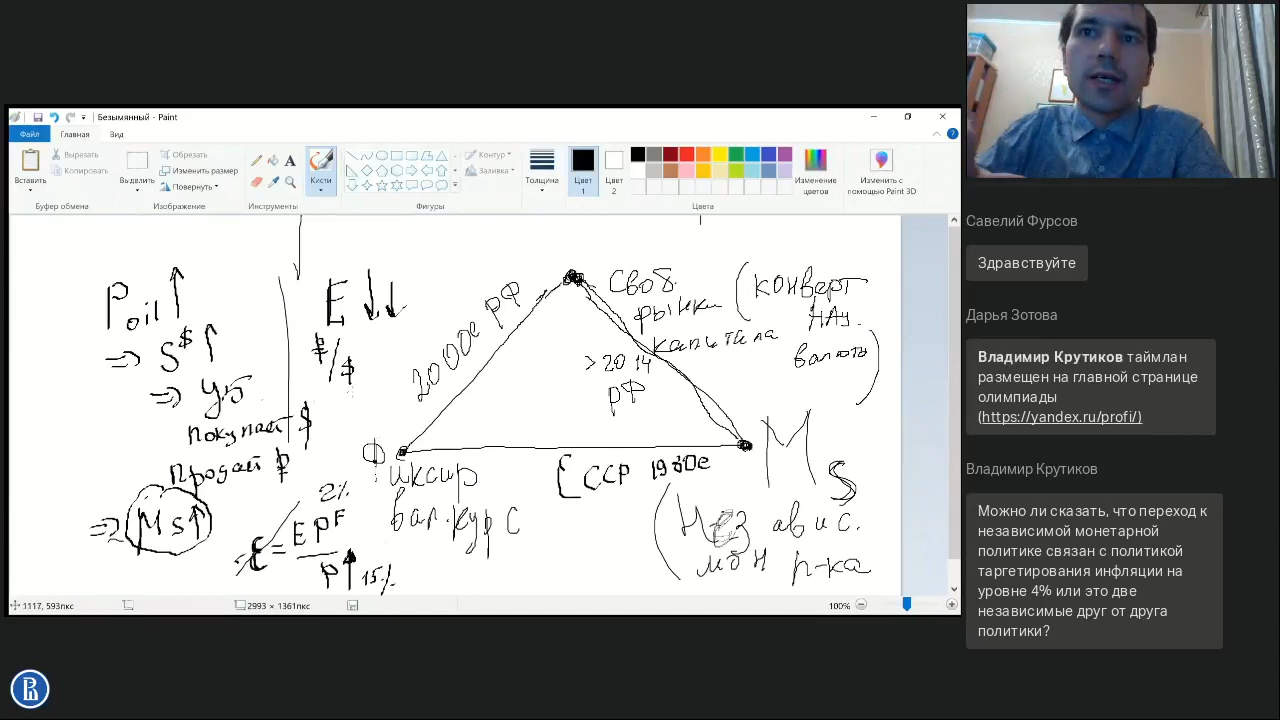 Безымянный - Paint
Файл
Главная
Вид
Вставить
Вырезать
Копировать
Буфер обмена
Выделить
Обрезать
Изменить размер
Повернуть
Изображение
A
Инструменты
Кисти
Контур
Заливка
Фигуры
Толщина
Цвет 1
Цвет 2
Изменение цветов
Цвета
Изменить с помощью Paint 3D
P oil ↑
⇒ S$ ↑
⇒ ЦБ
покупает $
продает ₽
⇒ Ms↑
E ↓↓
₽/$
2%
ε = E PF / P ↑ 15%
2000е РФ
Своб. рынки капитала
(конверт нац. валюты)
>2014 РФ
Фиксир вал. курс
СССР 1980е
Ms
(Независ. мон п-ка
1117, 593пкс
2993 × 1361пкс
100%
Савелий Фурсов
Здравствуйте
Дарья Зотова
Владимир Крутиков таймлан
размещен на главной странице
олимпиады
(https://yandex.ru/profi/)
Владимир Крутиков
Можно ли сказать, что переход к
независимой монетарной
политике связан с политикой
таргетирования инфляции на
уровне 4% или это две
независимые друг от друга
политики?